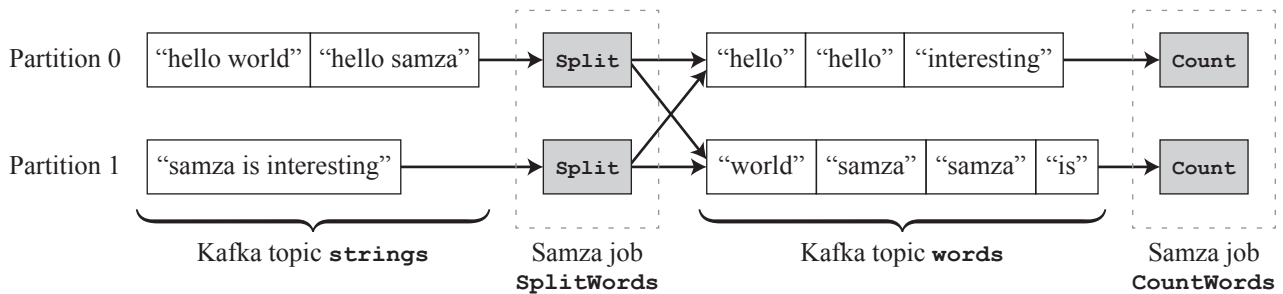 Partition 0 “hello world” “hello samza” Split “hello” “hello” “interesting” Count
Partition 1 “samza is interesting” Split “world” “samza” “samza” “is” Count
Kafka topic strings Samza job Kafka topic words Samza job
SplitWords CountWords